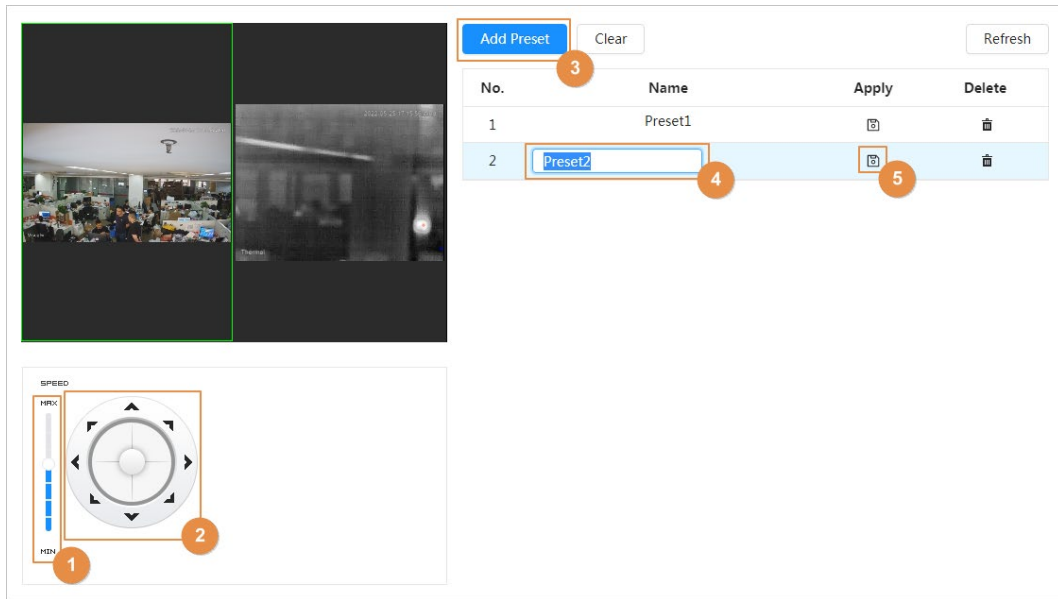 Add Preset
Clear
Refresh
3
No.
Name
Apply
Delete
1
Preset1
2
Preset2
4
5
Thermal
SPEED
MAX
MIN
1
2